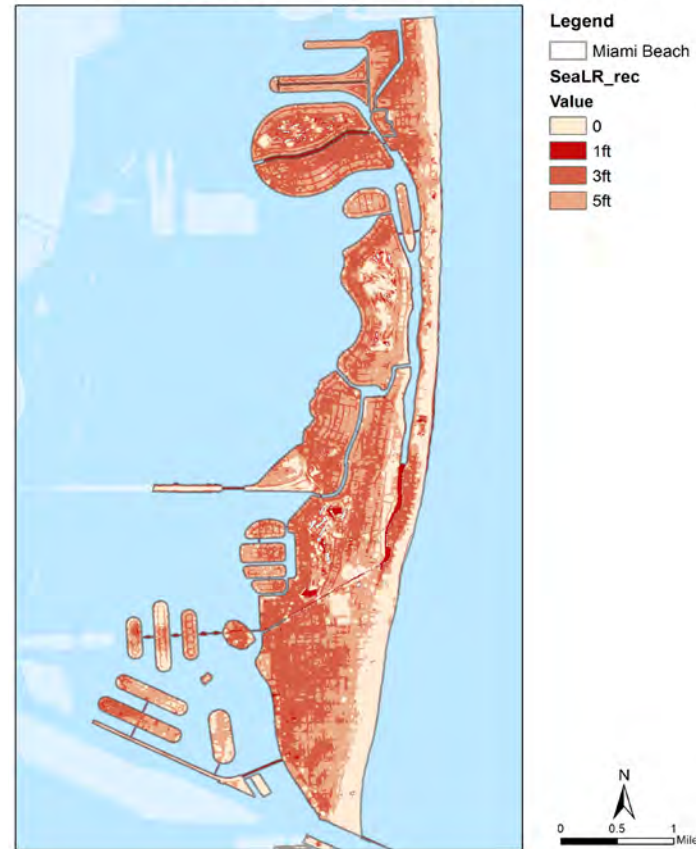 Legend
Miami Beach
SeaLR_rec
Value
0
1ft
3ft
5ft
N
0 0.5 1
Mile